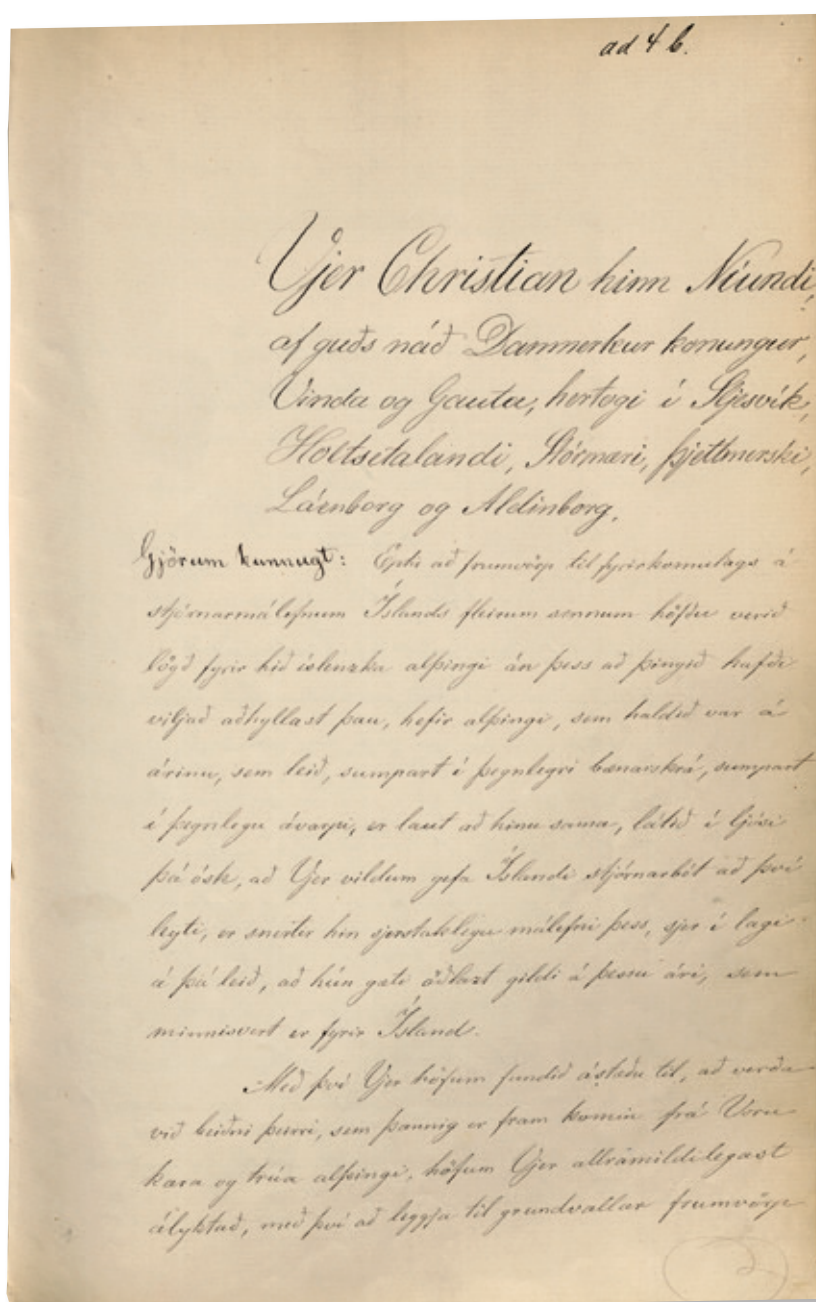 ad 4 b.
Vjer Christian hinn Níundi,
af guðs náð Danmerkur konungur,
Vinda og Gauta, hertogi í Sljesvík,
Holtsetalandi, Stórmæri, Þjettmerski,
Láenborg og Aldinborg,
Gjörum kunnugt: Eptir að frumvörp til fyrirkomulags á
stjórnarmálefnum Íslands fleirum sinnum höfðu verið
lögð fyrir hið íslenzka alþingi án þess að þingið hafði
viljað aðhyllast þau, hefir alþingi, sem haldið var á
árinu, sem leið, sumpart í þegnlegri bænarskrá, sumpart
í þegnlegu ávarpi, er laut að hinu sama, látið í ljósi
þá ósk, að Vjer vildum gefa Íslandi stjórnarbót að því
leyti, er snertir hin sjerstaklegu málefni þess, sjer í lagi
á þá leið, að hún gæti öðlazt gildi á þessu ári, sem
minnisvert er fyrir Ísland.
Með því Vjer höfum fundið ástæðu til, að verða
við beiðni þeirri, sem þannig er fram komin frá Voru
kæra og trúa alþingi, höfum Vjer allramildilegast
ályktað, með því að leggja til grundvallar frumvörp